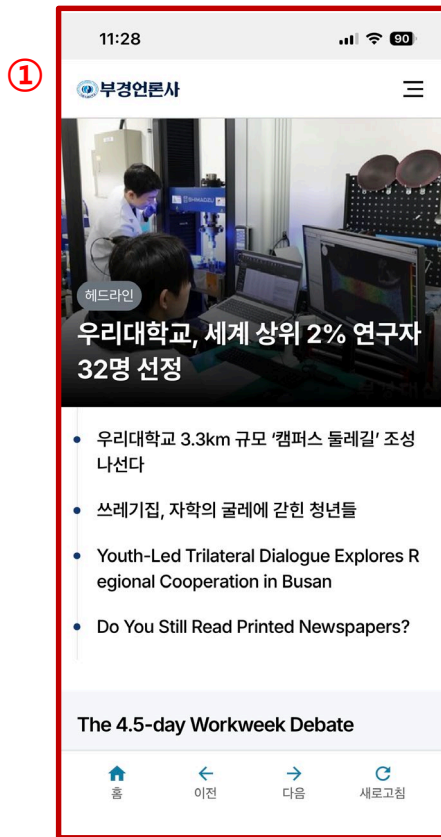 ①
11:28
90
부경언론사
SHIMADZU
헤드라인
우리대학교, 세계 상위 2% 연구자
32명 선정
우리대학교 3.3km 규모 ‘캠퍼스 둘레길’ 조성
나선다
쓰레기집, 자학의 굴레에 갇힌 청년들
Youth-Led Trilateral Dialogue Explores R
egional Cooperation in Busan
Do You Still Read Printed Newspapers?
The 4.5-day Workweek Debate
홈 이전 다음 새로고침